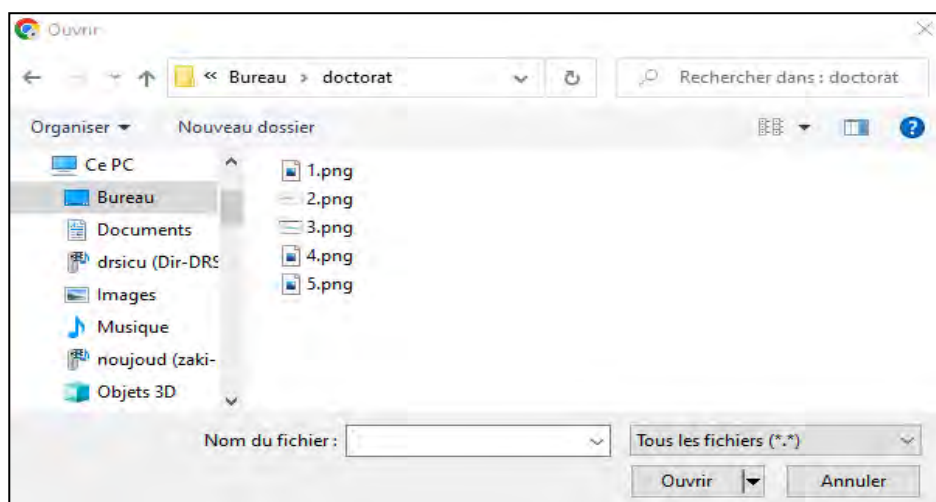 Ouvrir
« Bureau > doctorat
Rechercher dans : doctorat
Organiser
Nouveau dossier
Ce PC
Bureau
Documents
drsicu (Dir-DRS
Images
Musique
noujoud (zaki-
Objets 3D
1.png
2.png
3.png
4.png
5.png
Nom du fichier :
Tous les fichiers (*.*)
Ouvrir
Annuler